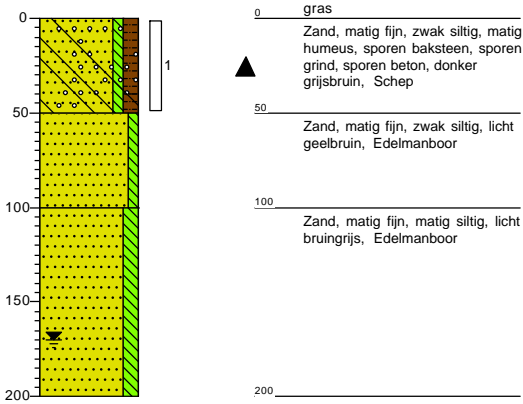 0
50
100
150
200
1
0
gras
Zand, matig fijn, zwak siltig, matig
humeus, sporen baksteen, sporen
grind, sporen beton, donker
grijsbruin, Schep
50
Zand, matig fijn, zwak siltig, licht
geelbruin, Edelmanboor
100
Zand, matig fijn, matig siltig, licht
bruingrijs, Edelmanboor
200